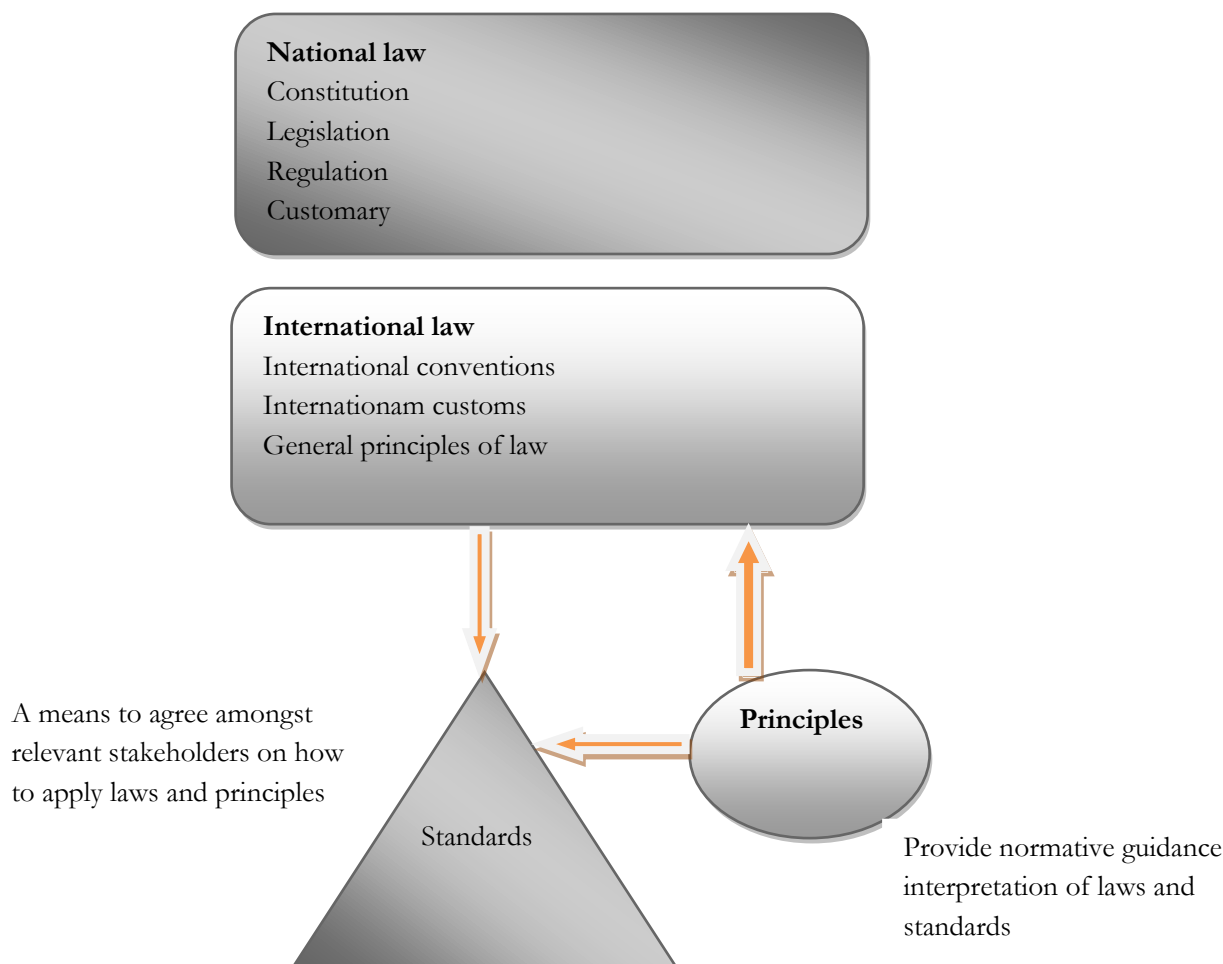 National law
Constitution
Legislation
Regulation
Customary
International law
International conventions
Internationam customs
General principles of law
A means to agree amongst
relevant stakeholders on how
to apply laws and principles
Principles
Standards
Provide normative guidance
interpretation of laws and
standards